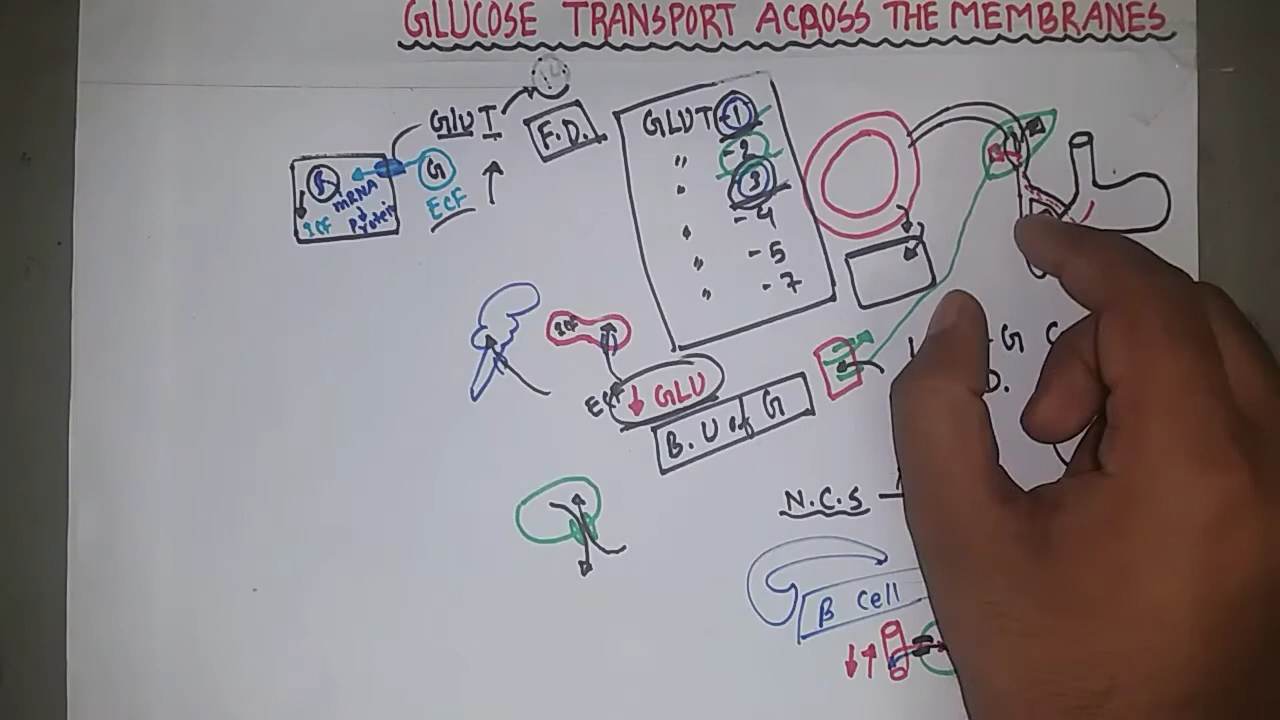 GLUCOSE TRANSPORT ACROSS THE MEMBRANES
GLUT
F.D.
G
ECF
mRNA
Protein
ICF
GLUT -1
" -2
" 3
" -4
" -5
" -7
ECF ↓ GLU
B. U of G
G
D.
N.C.S
β Cell